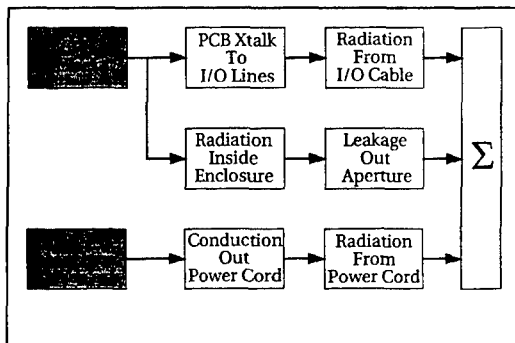 PCB Xtalk
To
I/O Lines
Radiation
From
I/O Cable
Radiation
Inside
Enclosure
Leakage
Out
Aperture
Σ
Conduction
Out
Power Cord
Radiation
From
Power Cord